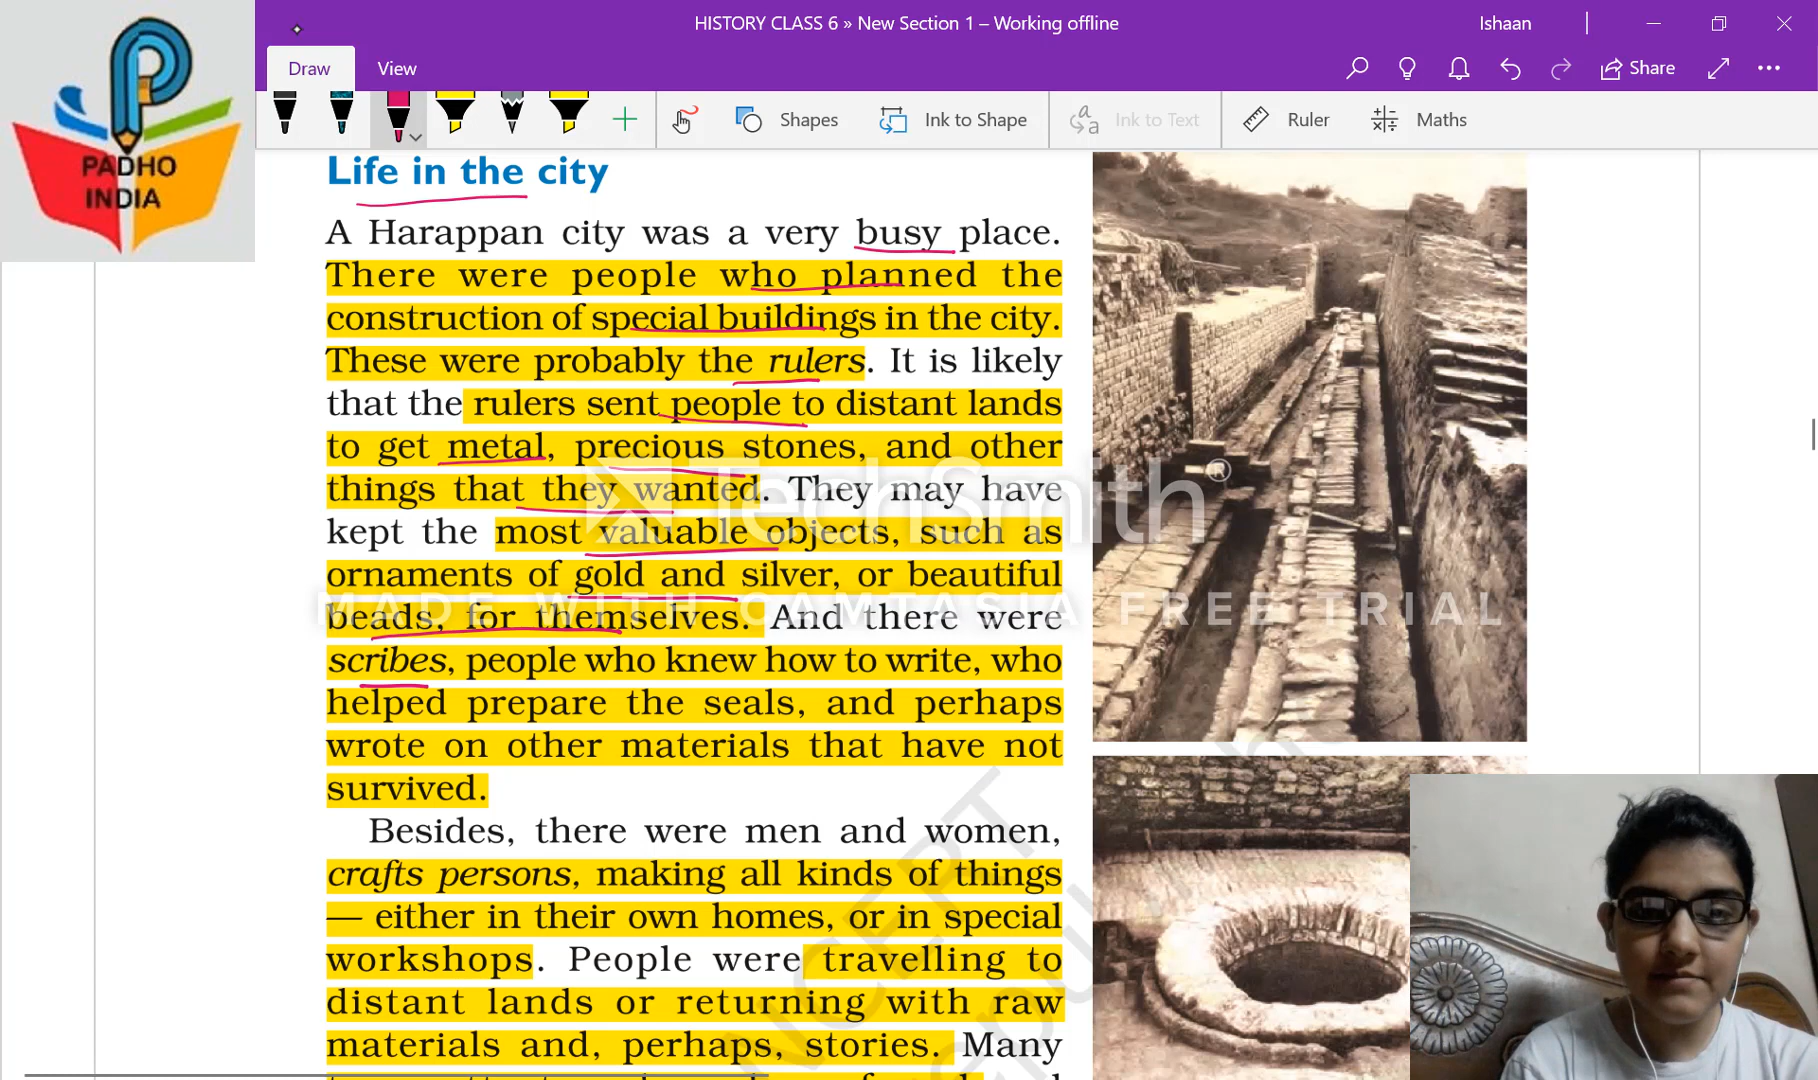 PADHO
INDIA
HISTORY CLASS 6 » New Section 1 – Working offline
Ishaan
Draw
View
Share
Shapes
Ink to Shape
Ink to Text
Ruler
Maths
Life in the city
A Harappan city was a very busy place.
There were people who planned the
construction of special buildings in the city.
These were probably the rulers. It is likely
that the rulers sent people to distant lands
to get metal, precious stones, and other
things that they wanted. They may have
kept the most valuable objects, such as
ornaments of gold and silver, or beautiful
beads, for themselves. And there were
scribes, people who knew how to write, who
helped prepare the seals, and perhaps
wrote on other materials that have not
survived.
Besides, there were men and women,
crafts persons, making all kinds of things
— either in their own homes, or in special
workshops. People were travelling to
distant lands or returning with raw
materials and, perhaps, stories. Many
TechSmith®
MADE WITH CAMTASIA FREE TRIAL
NCERT